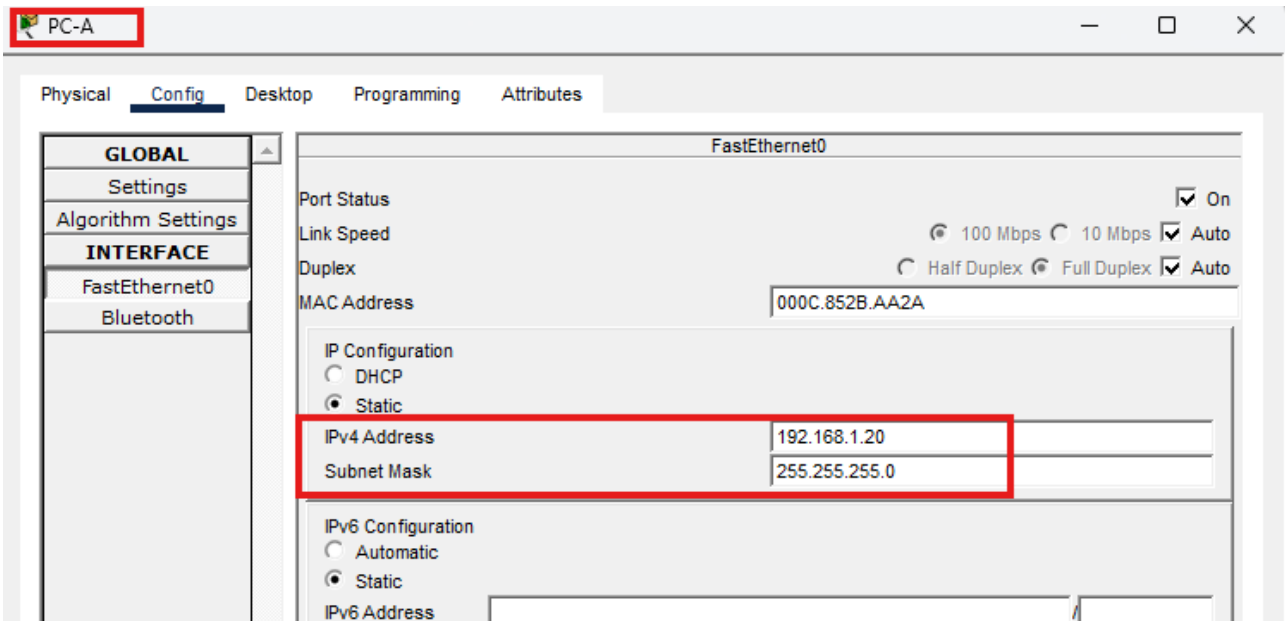 PC-A
Physical Config Desktop Programming Attributes
GLOBAL
Settings
Algorithm Settings
INTERFACE
FastEthernet0
Bluetooth
FastEthernet0
Port Status On
Link Speed 100 Mbps 10 Mbps Auto
Duplex Half Duplex Full Duplex Auto
MAC Address 000C.852B.AA2A
IP Configuration
DHCP
Static
IPv4 Address 192.168.1.20
Subnet Mask 255.255.255.0
IPv6 Configuration
Automatic
Static
IPv6 Address /